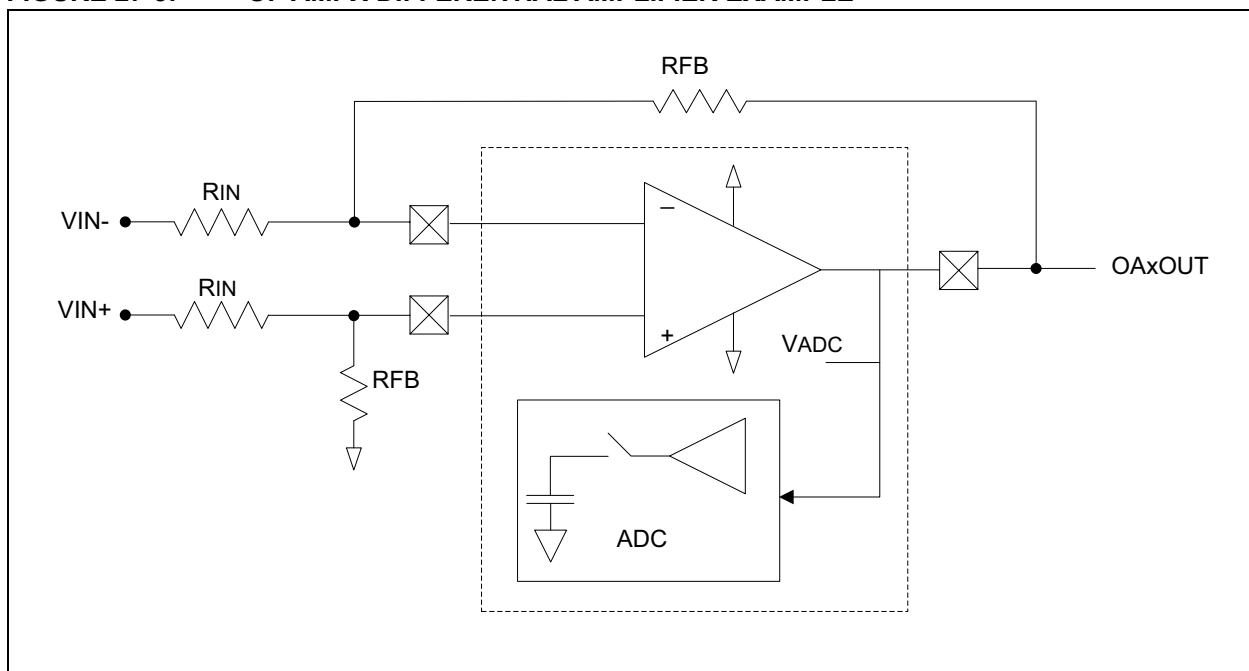 RFB
VIN-
RIN
–
VIN+
RIN
+
OAxOUT
VADC
RFB
ADC